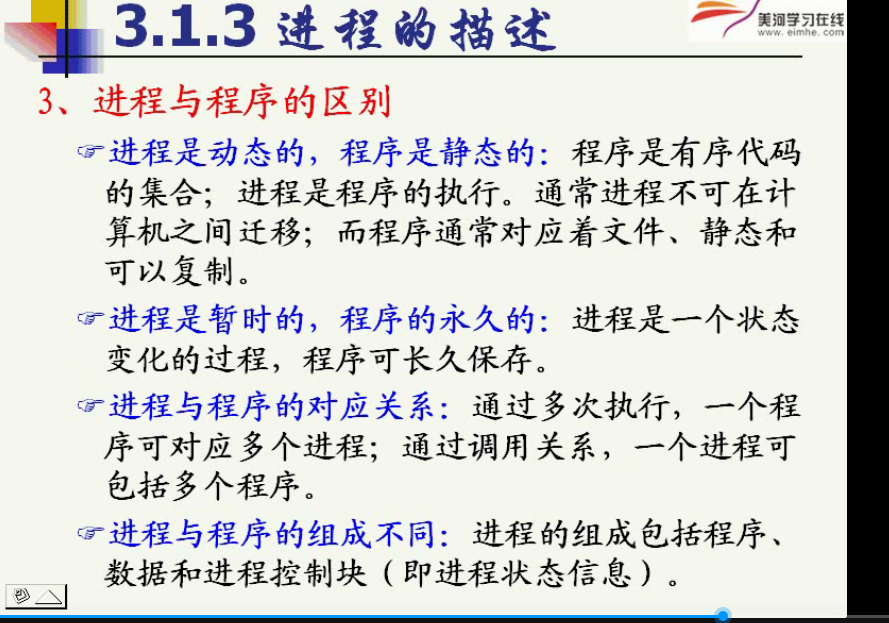 3.1.3 进程的描述
美河学习在线
www.eimhe.com
3、进程与程序的区别
☞进程是动态的，程序是静态的：程序是有序代码
的集合；进程是程序的执行。通常进程不可在计
算机之间迁移；而程序通常对应着文件、静态和
可以复制。
☞进程是暂时的，程序的永久的：进程是一个状态
变化的过程，程序可长久保存。
☞进程与程序的对应关系：通过多次执行，一个程
序可对应多个进程；通过调用关系，一个进程可
包括多个程序。
☞进程与程序的组成不同：进程的组成包括程序、
数据和进程控制块（即进程状态信息）。